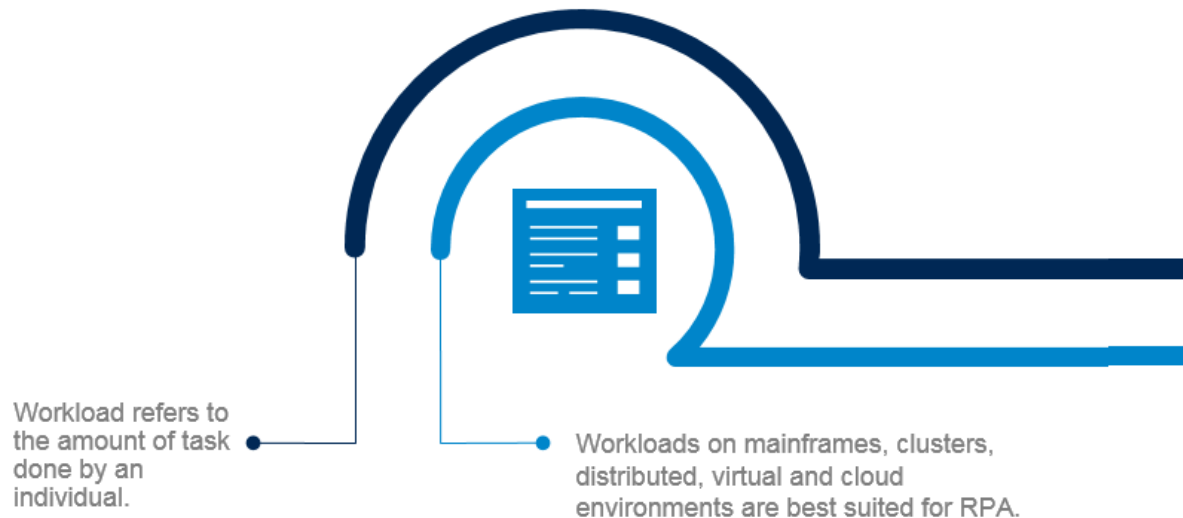 Workload refers to
the amount of task
done by an
individual.
Workloads on mainframes, clusters,
distributed, virtual and cloud
environments are best suited for RPA.